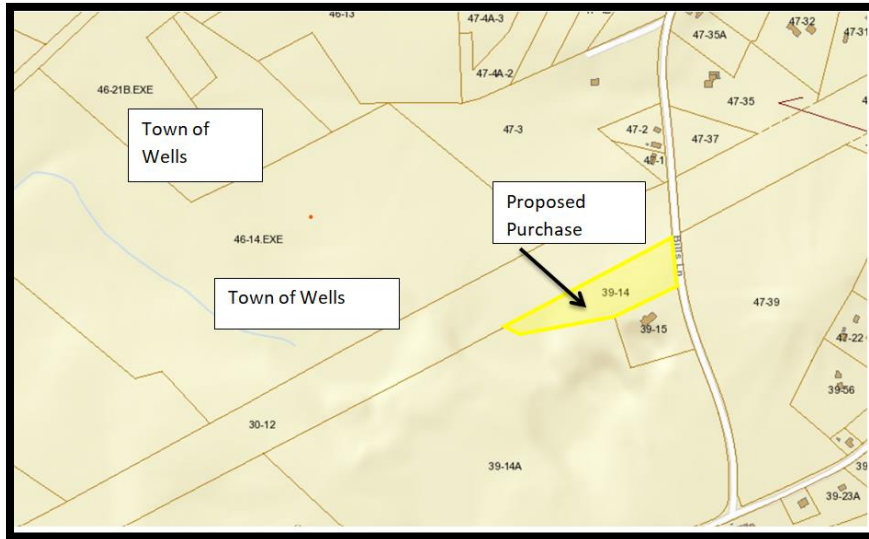 46-13
47-4A-3
47-32
47-31
47-35A
47-4A-2
46-21B.EXE
47-35
Town of
Wells
47-3
47-2
47-37
47-1
Proposed
Purchase
46-14.EXE
Bills Ln
Town of Wells
39-14
47-39
39-15
47-22
39-56
30-12
39-14A
39
39-23A